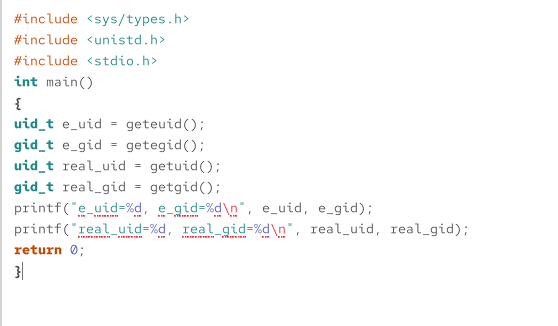 #include <sys/types.h>
#include <unistd.h>
#include <stdio.h>
int main()
{
uid_t e_uid = geteuid();
gid_t e_gid = getegid();
uid_t real_uid = getuid();
gid_t real_gid = getgid();
printf("e_uid=%d, e_gid=%d\n", e_uid, e_gid);
printf("real_uid=%d, real_gid=%d\n", real_uid, real_gid);
return 0;
}